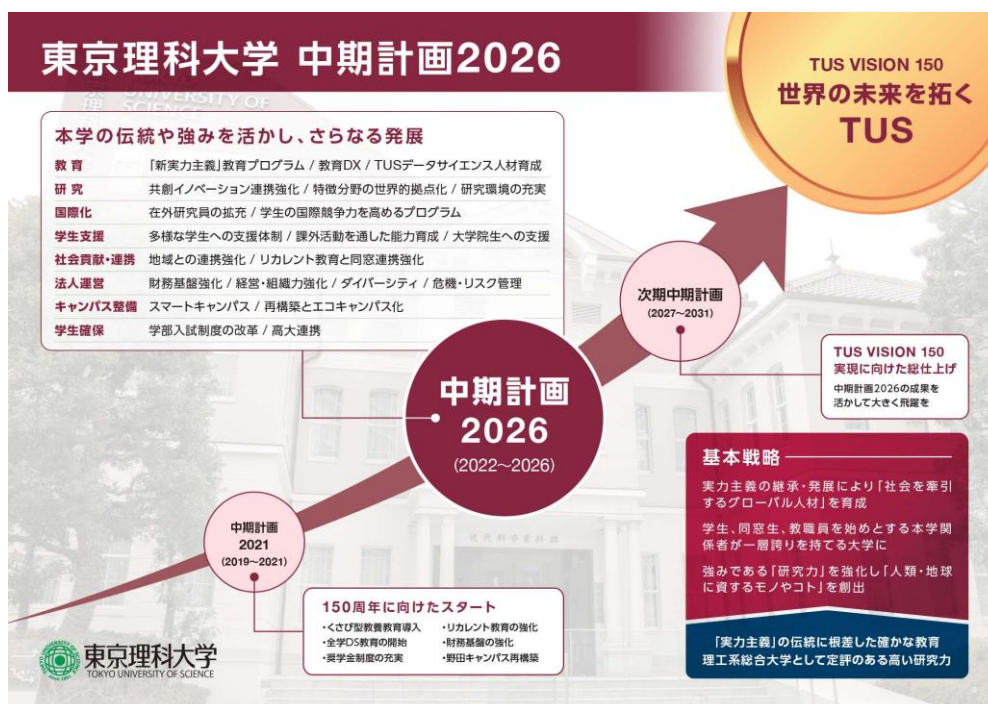 東京理科大学 中期計画2026
TUS VISION 150
世界の未来を拓く
TUS
UNIVERSITY OF
SCIENCE
本学の伝統や強みを活かし、さらなる発展
教育 「新実力主義」教育プログラム / 教育DX / TUSデータサイエンス人材育成
研究 共創イノベーション連携強化 / 特徴分野の世界的拠点化 / 研究環境の充実
国際化 在外研究員の拡充 / 学生の国際競争力を高めるプログラム
学生支援 多様な学生への支援体制 / 課外活動を通した能力育成 / 大学院生への支援
社会貢献・連携 地域との連携強化 / リカレント教育と同窓連携強化
法人運営 財務基盤強化 / 経営・組織力強化 / ダイバーシティ / 危機・リスク管理
キャンパス整備 スマートキャンパス / 再構築とエコキャンパス化
学生確保 学部入試制度の改革 / 高大連携
次期中期計画
(2027~2031)
TUS VISION 150
実現に向けた総仕上げ
中期計画2026の成果を
活かして大きく飛躍を
中期計画
2026
(2022~2026)
基本戦略
実力主義の継承・発展により「社会を牽引
するグローバル人材」を育成
学生、同窓生、教職員を始めとする本学関
係者が一層誇りを持てる大学に
強みである「研究力」を強化し「人類・地球
に資するモノやコト」を創出
「実力主義」の伝統に根差した確かな教育
理工系総合大学として定評のある高い研究力
中期計画
2021
(2019~2021)
近代科学資料館
150周年に向けたスタート
・くさび型教養教育導入 ・リカレント教育の強化
・全学DS教育の開始 ・財務基盤の強化
・奨学金制度の充実 ・野田キャンパス再構築
東京理科大学
TOKYO UNIVERSITY OF SCIENCE